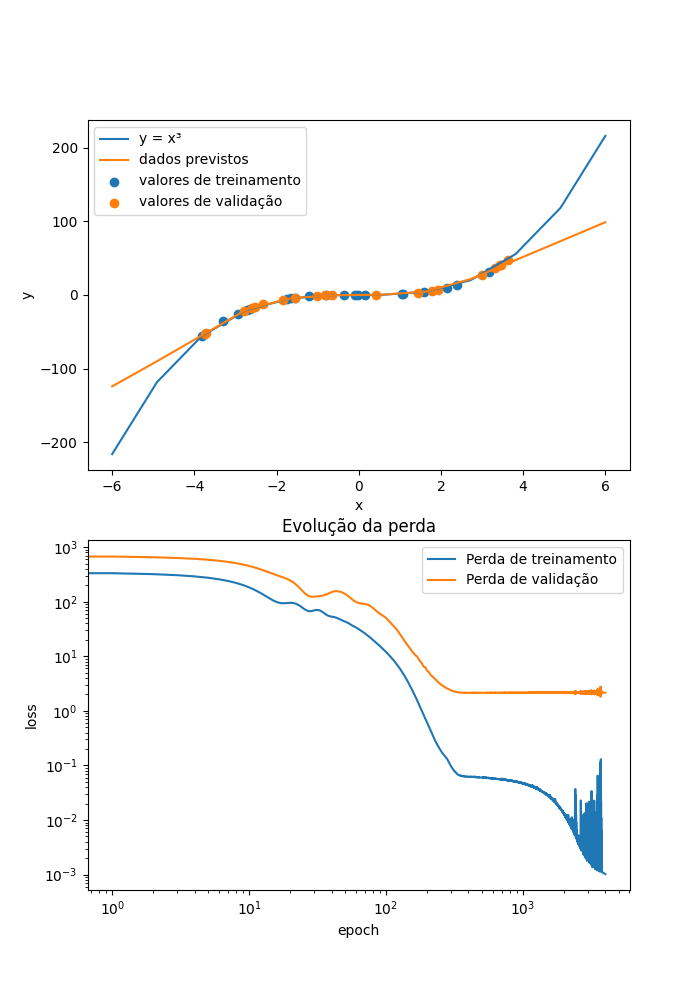 y = x³
dados previstos
valores de treinamento
valores de validação
200
100
0
−100
−200
y
−6 −4 −2 0 2 4 6
x
Evolução da perda
Perda de treinamento
Perda de validação
10³
10²
10¹
10⁰
10⁻¹
10⁻²
10⁻³
loss
10⁰ 10¹ 10² 10³
epoch